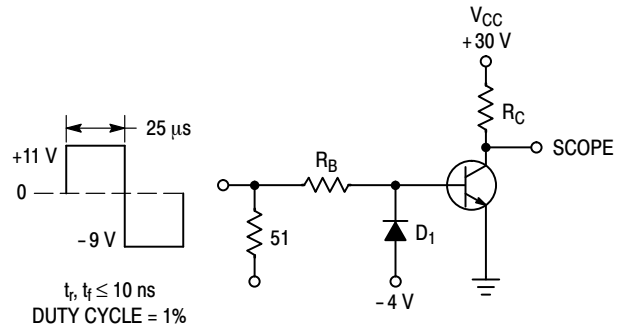 V_CC
+30 V
R_C
SCOPE
25 μs
+11 V
0
−9 V
R_B
51
D₁
−4 V
t_r, t_f ≤ 10 ns
DUTY CYCLE = 1%